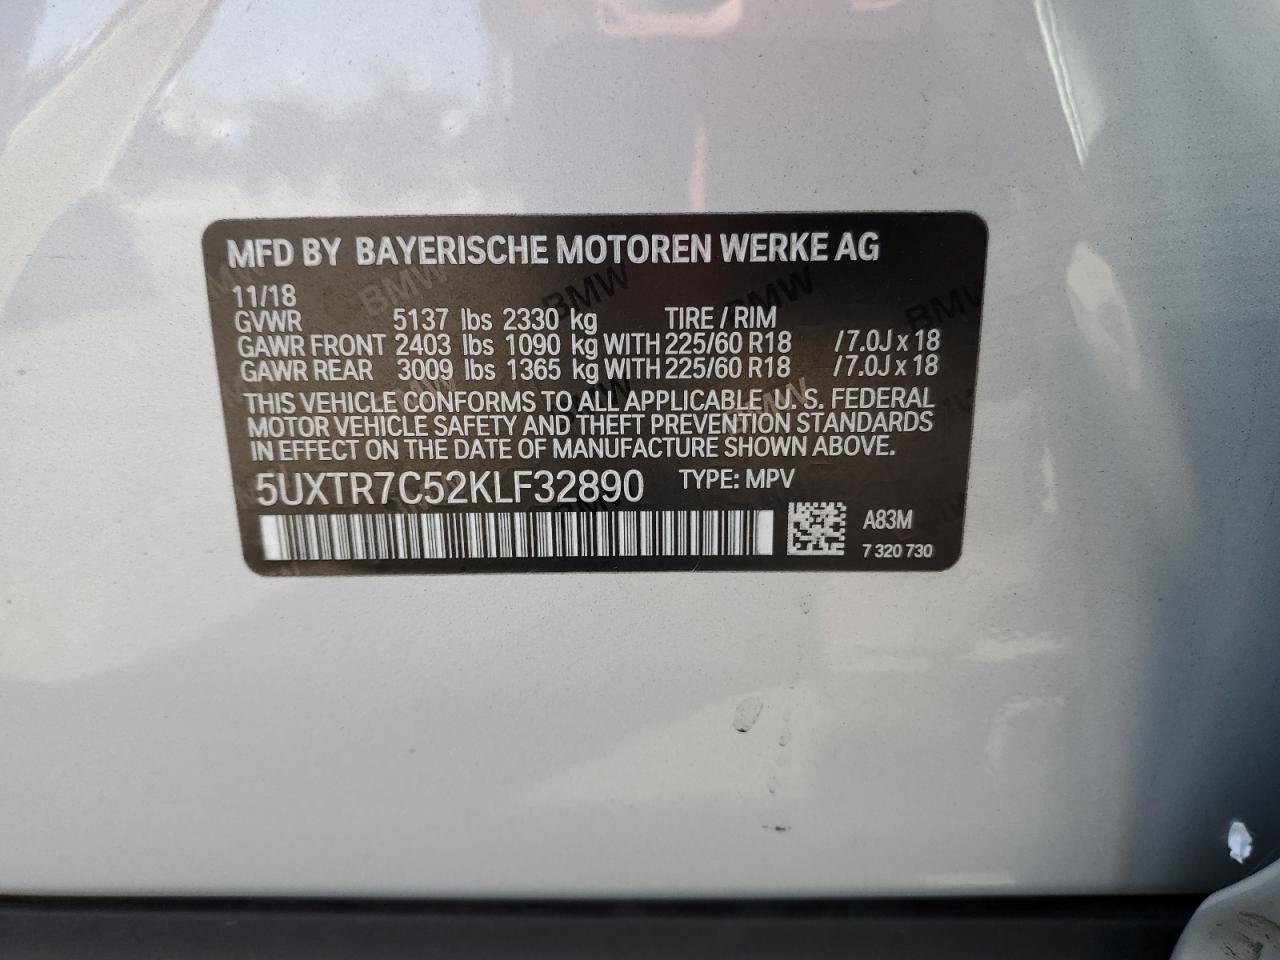 MFD BY BAYERISCHE MOTOREN WERKE AG
11/18
GVWR 5137 lbs 2330 kg TIRE / RIM
GAWR FRONT 2403 lbs 1090 kg WITH 225/60 R18 / 7.0J x 18
GAWR REAR 3009 lbs 1365 kg WITH 225/60 R18 / 7.0J x 18
THIS VEHICLE CONFORMS TO ALL APPLICABLE U. S. FEDERAL
MOTOR VEHICLE SAFETY AND THEFT PREVENTION STANDARDS
IN EFFECT ON THE DATE OF MANUFACTURE SHOWN ABOVE.
5UXTR7C52KLF32890 TYPE: MPV
A83M
7 320 730